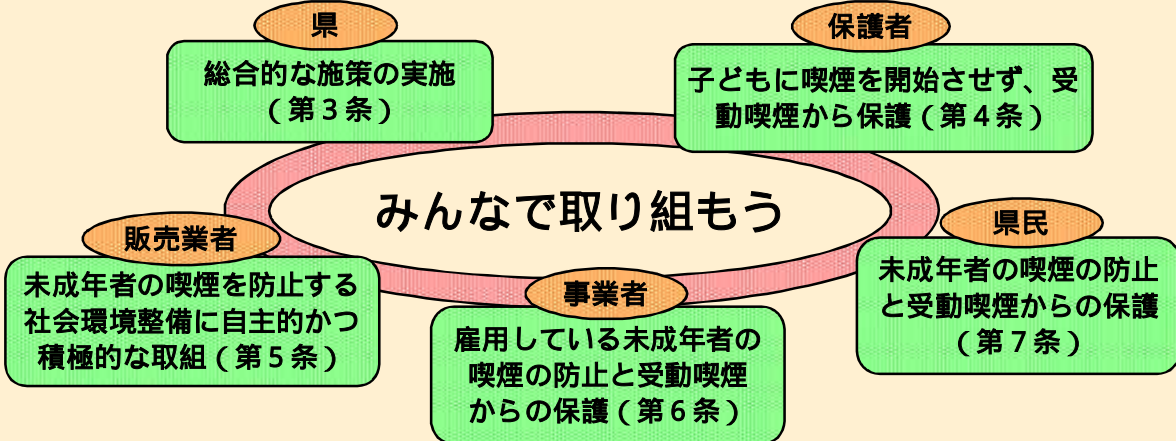 県
総合的な施策の実施
(第３条)
保護者
子どもに喫煙を開始させず、受
動喫煙から保護(第４条)
みんなで取り組もう
販売業者
未成年者の喫煙を防止する
社会環境整備に自主的かつ
積極的な取組(第５条)
事業者
雇用している未成年者の
喫煙の防止と受動喫煙
からの保護(第６条)
県民
未成年者の喫煙の防止
と受動喫煙からの保護
(第７条)